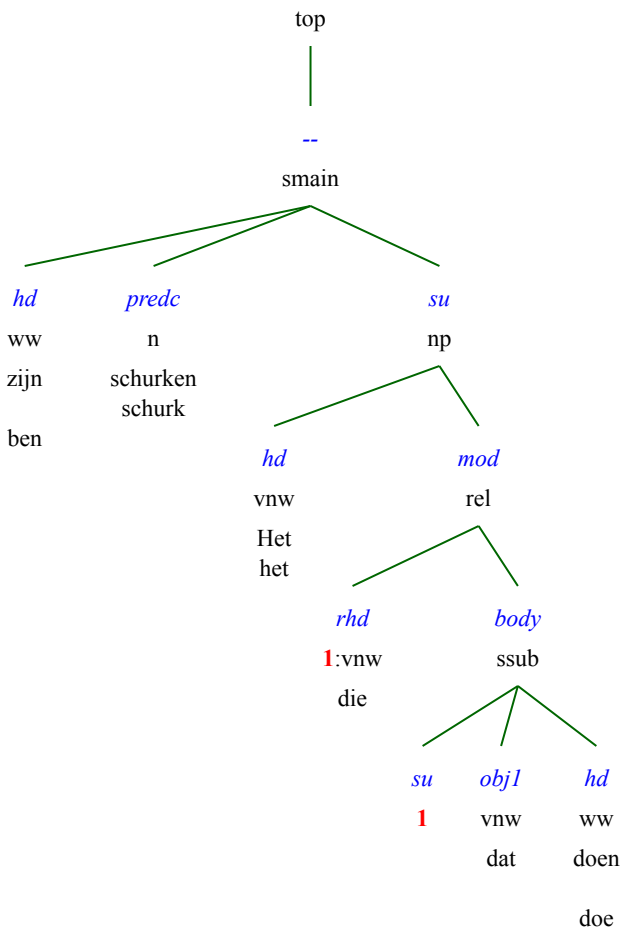 top
--
smain
hd predc su
ww n np
zijn schurken
schurk
ben
hd mod
vnw rel
Het
het
rhd body
1:vnw ssub
die
su obj1 hd
1 vnw ww
dat doen
doe